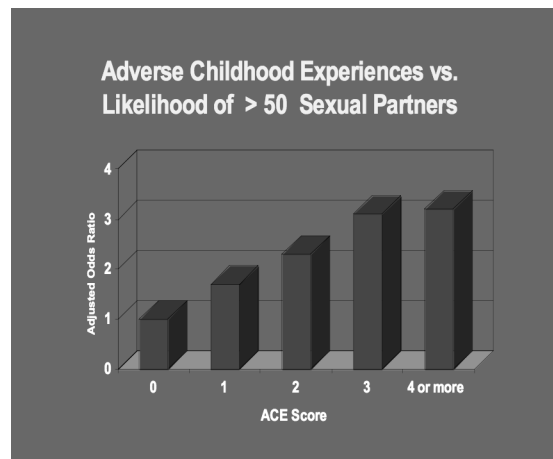 Adverse Childhood Experiences vs.
Likelihood of > 50 Sexual Partners
Adjusted Odds Ratio
4
3
2
1
0
0 1 2 3 4 or more
ACE Score